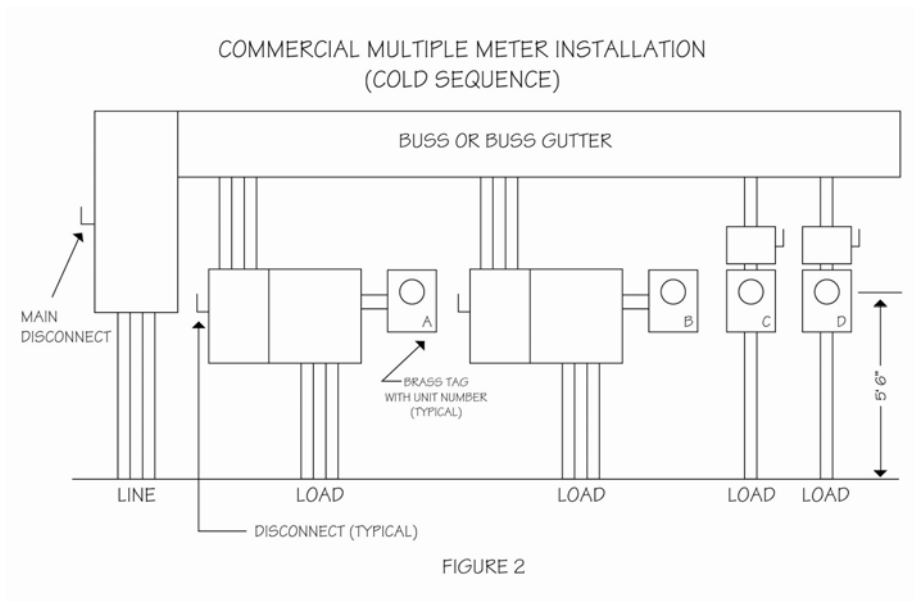 COMMERCIAL MULTIPLE METER INSTALLATION
(COLD SEQUENCE)
BUSS OR BUSS GUTTER
MAIN
DISCONNECT
A
B
C
D
BRASS TAG
WITH UNIT NUMBER
(TYPICAL)
5' 6"
LINE
LOAD
LOAD
LOAD
LOAD
DISCONNECT (TYPICAL)
FIGURE 2